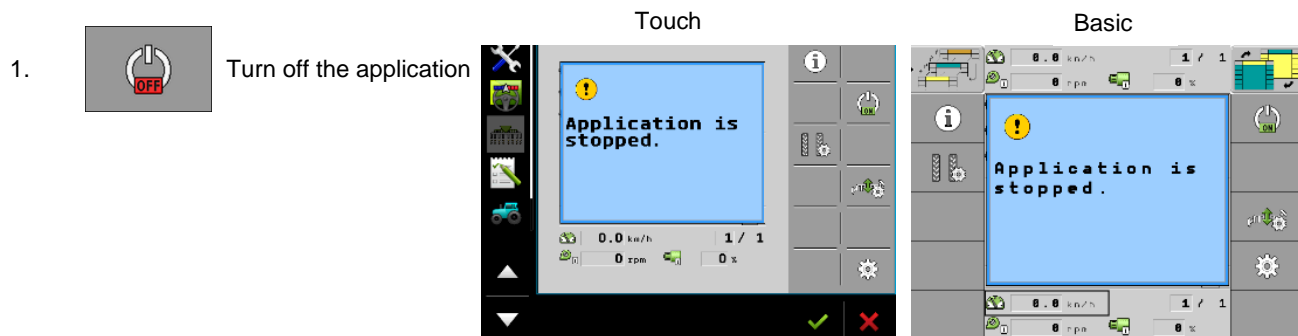 Touch
Basic
1.
OFF
Turn off the application
Application is
stopped.
i
ON
0.0 km/h
1 / 1
0 rpm
0 %
0.0 km/h
1 / 1
0 rpm
0 %
i
ON
Application is
stopped.
0.0 km/h
1 / 1
0 rpm
0 %